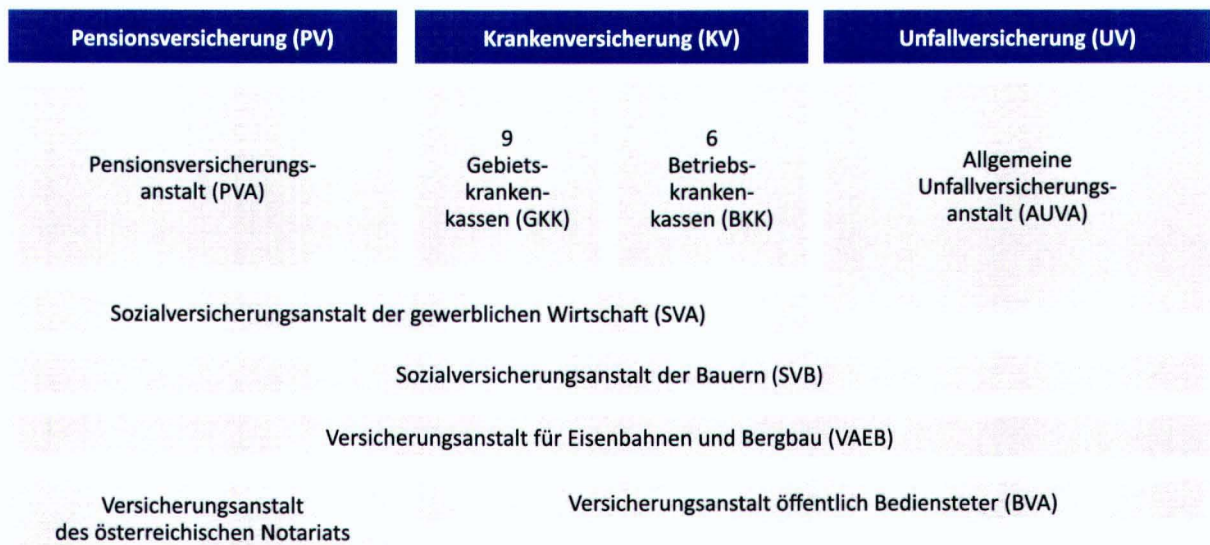 Pensionsversicherung (PV)
Krankenversicherung (KV)
Unfallversicherung (UV)
Pensionsversicherungs-
anstalt (PVA)
9
Gebiets-
kranken-
kassen (GKK)
6
Betriebs-
kranken-
kassen (BKK)
Allgemeine
Unfallversicherungs-
anstalt (AUVA)
Sozialversicherungsanstalt der gewerblichen Wirtschaft (SVA)
Sozialversicherungsanstalt der Bauern (SVB)
Versicherungsanstalt für Eisenbahnen und Bergbau (VAEB)
Versicherungsanstalt
des österreichischen Notariats
Versicherungsanstalt öffentlich Bediensteter (BVA)